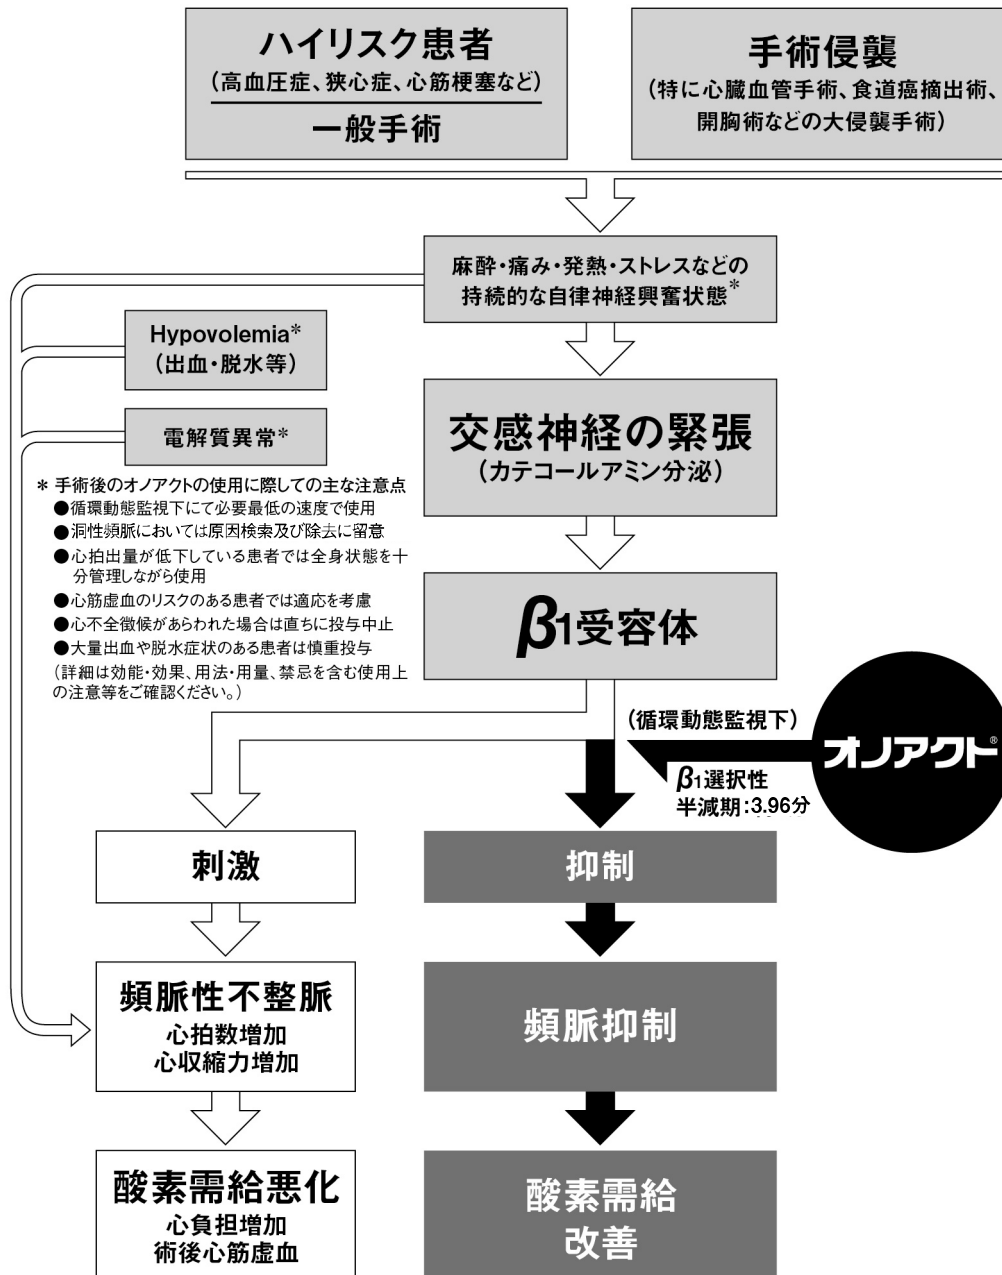 ハイリスク患者
(高血圧症、狭心症、心筋梗塞など)
一般手術
手術侵襲
(特に心臓血管手術、食道癌摘出術、
開胸術などの大侵襲手術)
麻酔・痛み・発熱・ストレスなどの
持続的な自律神経興奮状態*
Hypovolemia*
(出血・脱水等)
電解質異常*
交感神経の緊張
(カテコールアミン分泌)
* 手術後のオノアクトの使用に際しての主な注意点
●循環動態監視下にて必要最低の速度で使用
●洞性頻脈においては原因検索及び除去に留意
●心拍出量が低下している患者では全身状態を十
分管理しながら使用
●心筋虚血のリスクのある患者では適応を考慮
●心不全徴候があらわれた場合は直ちに投与中止
●大量出血や脱水症状のある患者は慎重投与
(詳細は効能・効果、用法・用量、禁忌を含む使用上
の注意等をご確認ください。)
β1受容体
(循環動態監視下)
オノアクト®
β1選択性
半減期:3.96分
刺激
抑制
頻脈性不整脈
心拍数増加
心収縮力増加
頻脈抑制
酸素需給悪化
心負担増加
術後心筋虚血
酸素需給
改善